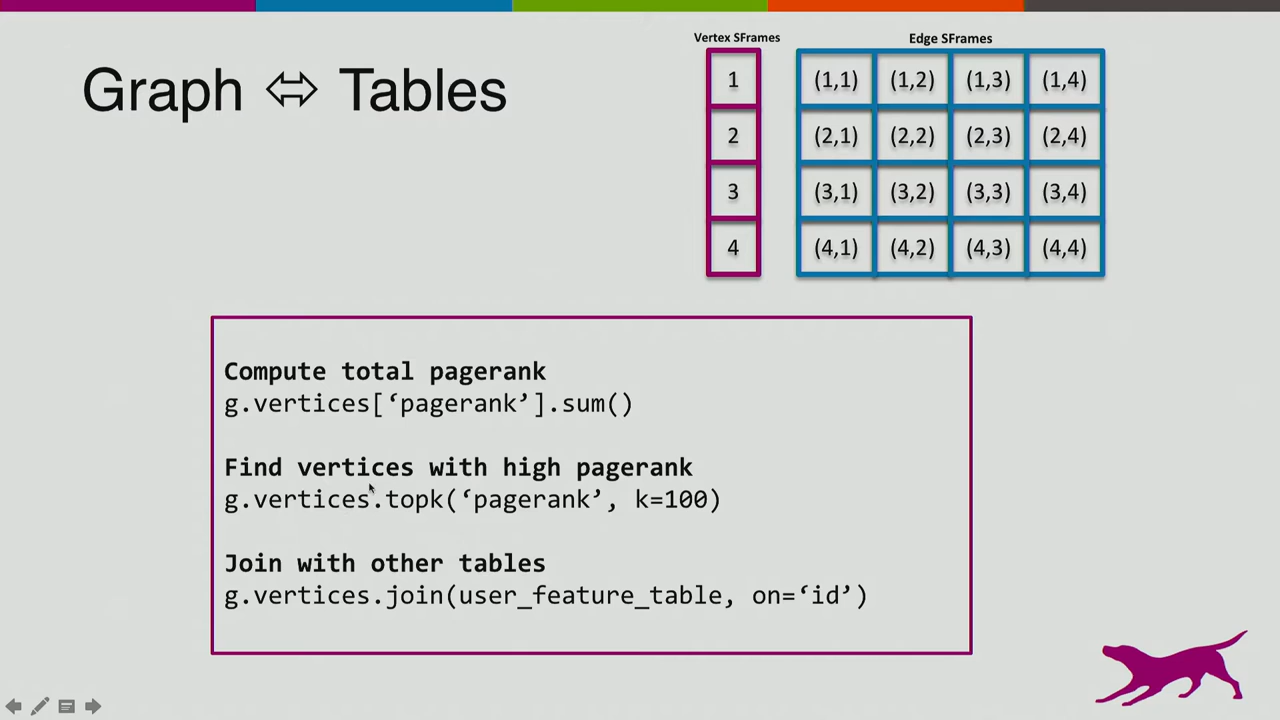 Graph ⇔ Tables
Vertex SFrames
Edge SFrames
1
2
3
4
(1,1) (1,2) (1,3) (1,4)
(2,1) (2,2) (2,3) (2,4)
(3,1) (3,2) (3,3) (3,4)
(4,1) (4,2) (4,3) (4,4)
Compute total pagerank
g.vertices[‘pagerank’].sum()
Find vertices with high pagerank
g.vertices.topk(‘pagerank’, k=100)
Join with other tables
g.vertices.join(user_feature_table, on=‘id’)